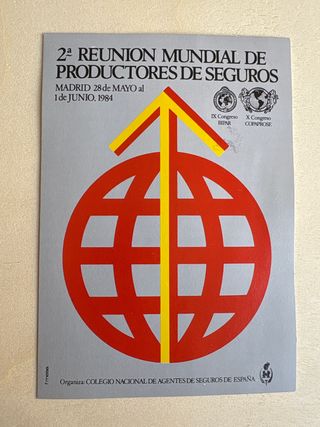 2ª REUNION MUNDIAL DE
PRODUCTORES DE SEGUROS
MADRID 28 de MAYO al
1 de JUNIO. 1984
IX Congreso
BIPAR
X Congreso
COPAPROSE
Organiza: COLEGIO NACIONAL DE AGENTES DE SEGUROS DE ESPAÑA